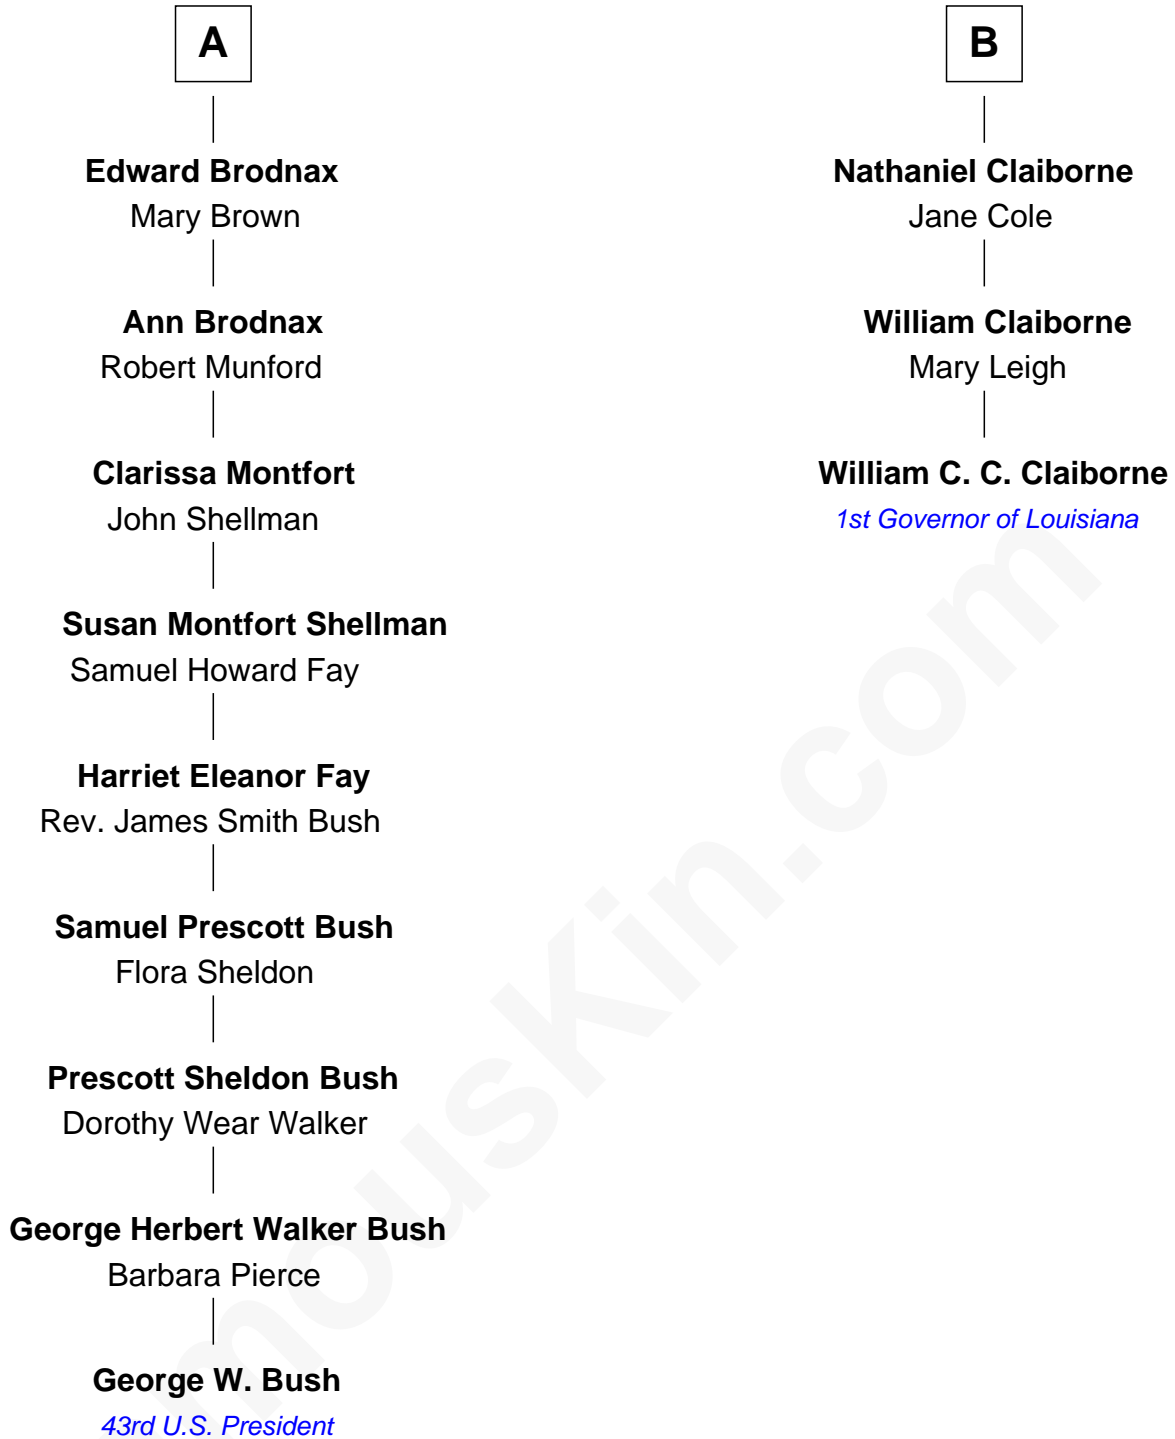 A
Edward Brodnax
Mary Brown
Ann Brodnax
Robert Munford
Clarissa Montfort
John Shellman
Susan Montfort Shellman
Samuel Howard Fay
Harriet Eleanor Fay
Rev. James Smith Bush
Samuel Prescott Bush
Flora Sheldon
Prescott Sheldon Bush
Dorothy Wear Walker
George Herbert Walker Bush
Barbara Pierce
George W. Bush
43rd U.S. President
B
Nathaniel Claiborne
Jane Cole
William Claiborne
Mary Leigh
William C. C. Claiborne
1st Governor of Louisiana
mousKin.com